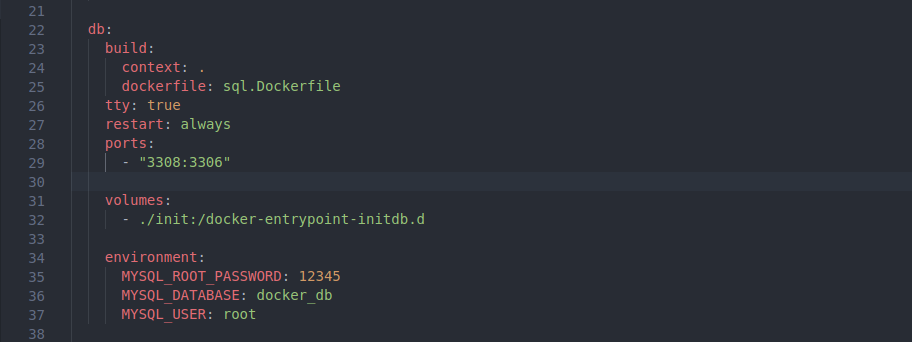 21
22 db:
23 build:
24 context: .
25 dockerfile: sql.Dockerfile
26 tty: true
27 restart: always
28 ports:
29 - "3308:3306"
30
31 volumes:
32 - ./init:/docker-entrypoint-initdb.d
33
34 environment:
35 MYSQL_ROOT_PASSWORD: 12345
36 MYSQL_DATABASE: docker_db
37 MYSQL_USER: root
38